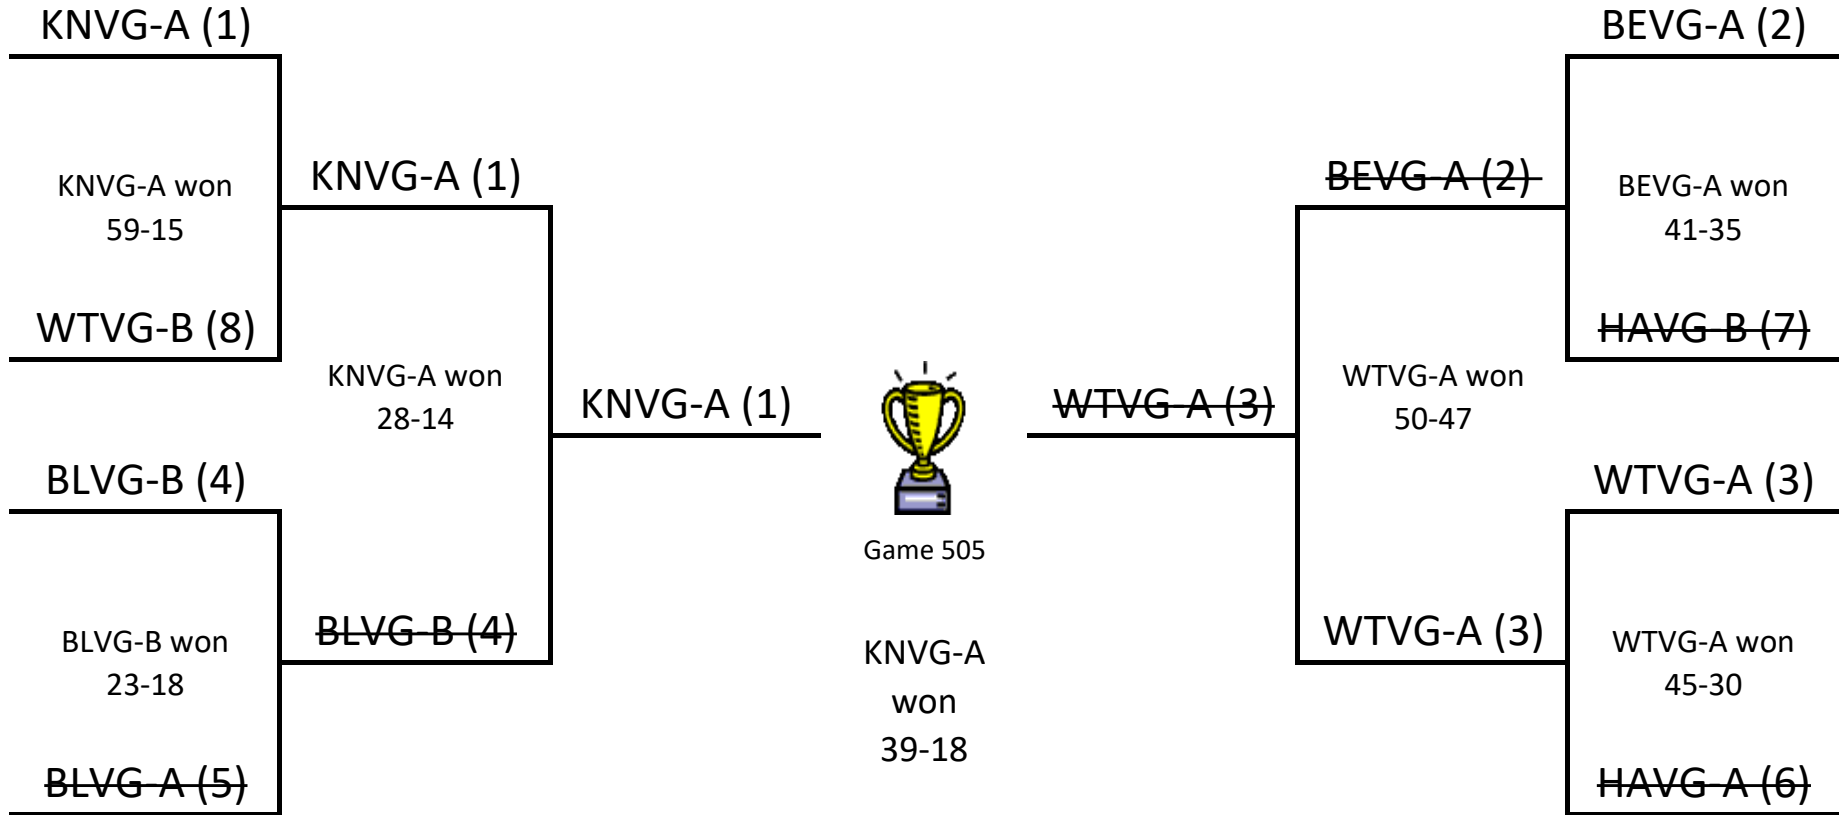 KNVG-A (1)
KNVG-A won
59-15
WTVG-B (8)
KNVG-A (1)
KNVG-A won
28-14
BLVG-B (4)
BLVG-B won
23-18
BLVG-A (5)
BLVG-B (4)
KNVG-A (1)
Game 505
KNVG-A
won
39-18
WTVG-A (3)
BEVG-A (2)
WTVG-A won
50-47
WTVG-A (3)
BEVG-A (2)
BEVG-A won
41-35
HAVG-B (7)
WTVG-A (3)
WTVG-A won
45-30
HAVG-A (6)